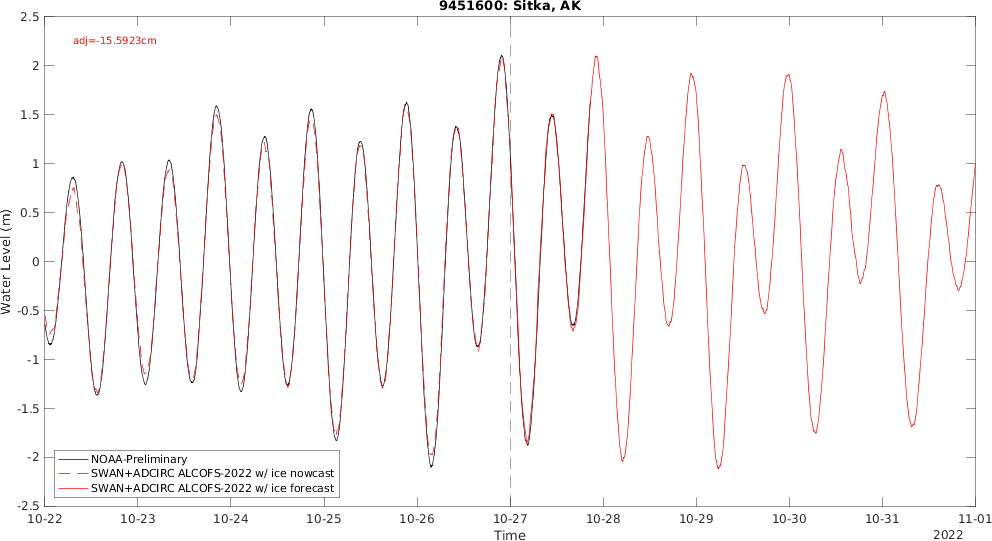 9451600: Sitka, AK
adj=-15.5923cm
2.5
2
1.5
1
0.5
0
-0.5
-1
-1.5
-2
-2.5
Water Level (m)
NOAA-Preliminary
SWAN+ADCIRC ALCOFS-2022 w/ ice nowcast
SWAN+ADCIRC ALCOFS-2022 w/ ice forecast
10-22 10-23 10-24 10-25 10-26 10-27 10-28 10-29 10-30 10-31 11-01
Time
2022